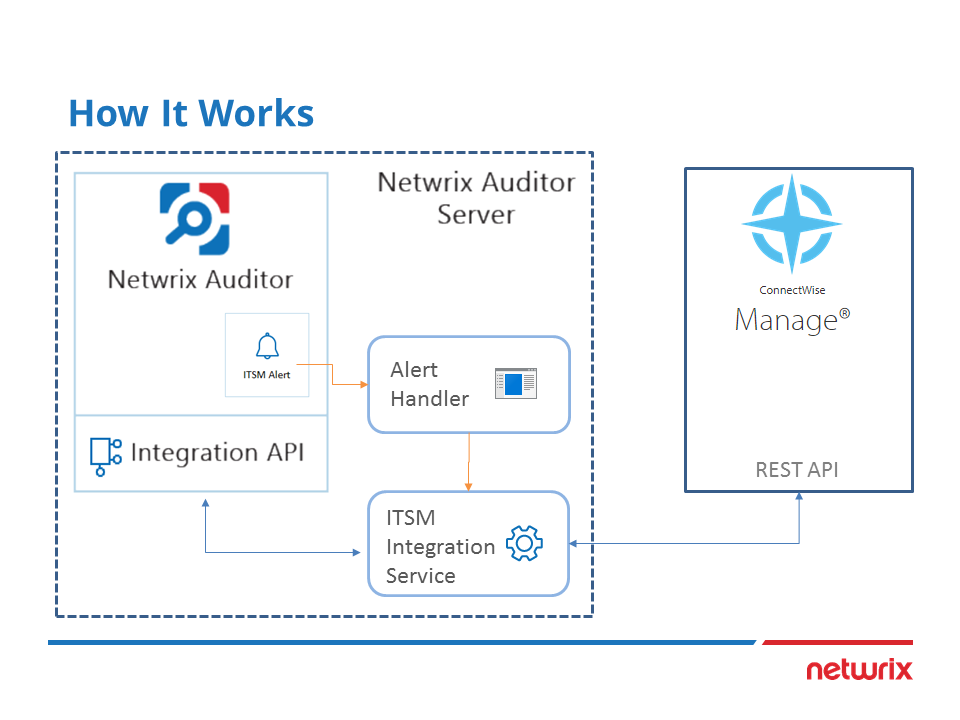 How It Works
Netwrix Auditor
Server
Netwrix Auditor
ITSM Alert
Integration API
Alert
Handler
ITSM
Integration
Service
ConnectWise
Manage®
REST API
netwrix